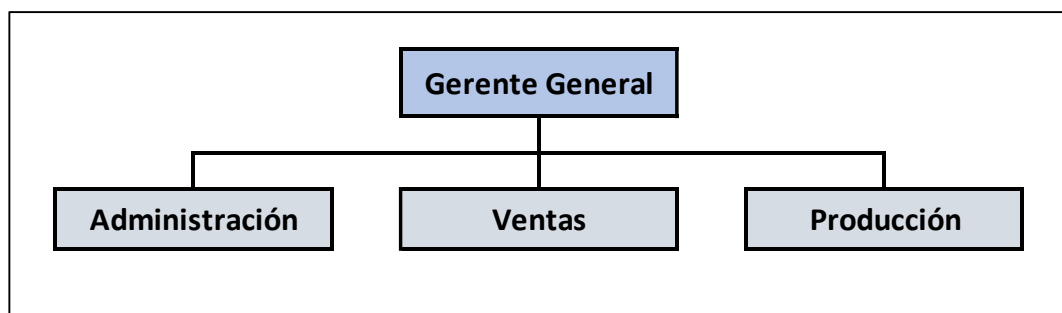 Gerente General
Administración
Ventas
Producción